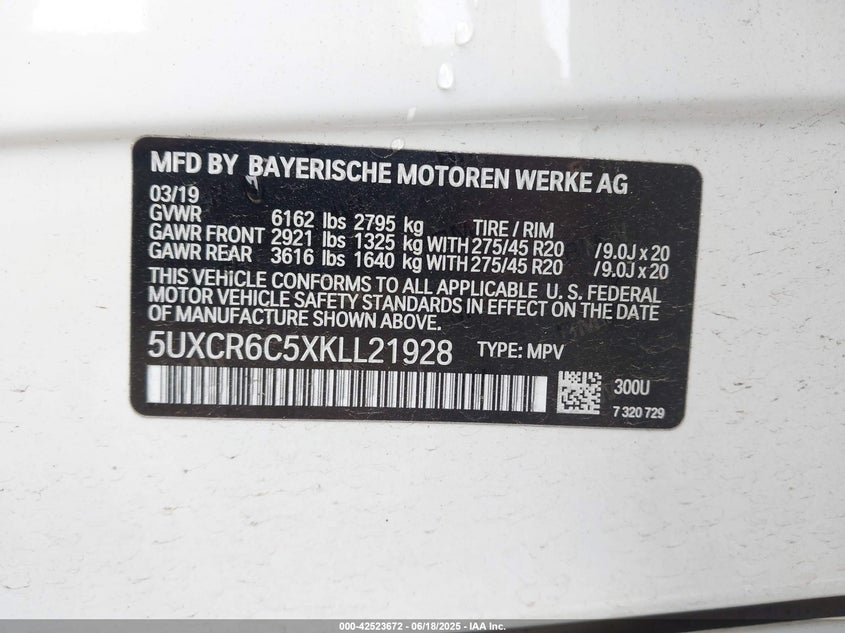 MFD BY BAYERISCHE MOTOREN WERKE AG
03/19
GVWR 6162 lbs 2795 kg TIRE / RIM
GAWR FRONT 2921 lbs 1325 kg WITH 275/45 R20 /9.0J x 20
GAWR REAR 3616 lbs 1640 kg WITH 275/45 R20 /9.0J x 20
THIS VEHICLE CONFORMS TO ALL APPLICABLE U. S. FEDERAL
MOTOR VEHICLE SAFETY STANDARDS IN EFFECT ON THE DATE
OF MANUFACTURE SHOWN ABOVE.
5UXCR6C5XKLL21928 TYPE: MPV
300U
7 320 729
000-42523672 - 06/18/2025 - IAA Inc.